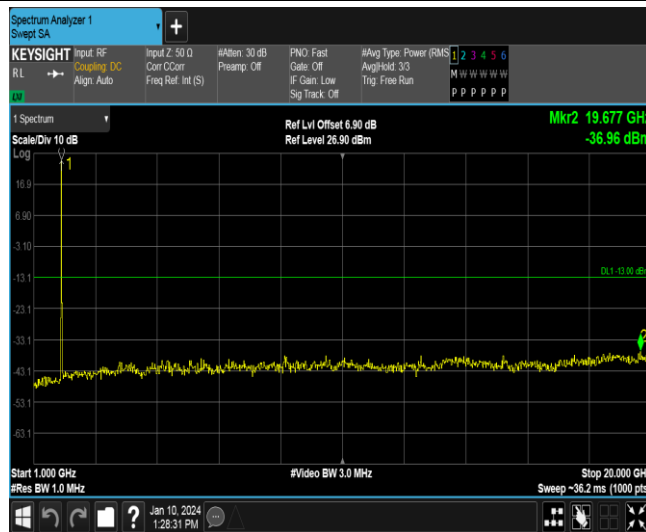 Spectrum Analyzer 1
Swept SA
KEYSIGHT
RL
Input: RF
Coupling: DC
Align: Auto
Input Z: 50 Ω
Corr CCorr
Freq Ref: Int (S)
#Atten: 30 dB
Preamp: Off
PNO: Fast
Gate: Off
IF Gain: Low
Sig Track: Off
#Avg Type: Power (RMS
Avg|Hold: 3/3
Trig: Free Run
1 2 3 4 5 6
M W W W W W
P P P P P P
1 Spectrum
Scale/Div 10 dB
Ref Lvl Offset 6.90 dB
Ref Level 26.90 dBm
Mkr2 19.677 GHz
-36.96 dBm
Log
1
16.9
6.90
-3.10
DL1 -13.00 dBm
-13.1
-23.1
-33.1
2
-43.1
-53.1
-63.1
Start 1.000 GHz
#Video BW 3.0 MHz
Stop 20.000 GHz
#Res BW 1.0 MHz
Sweep ~36.2 ms (1000 pts)
?
Jan 10, 2024
1:28:31 PM